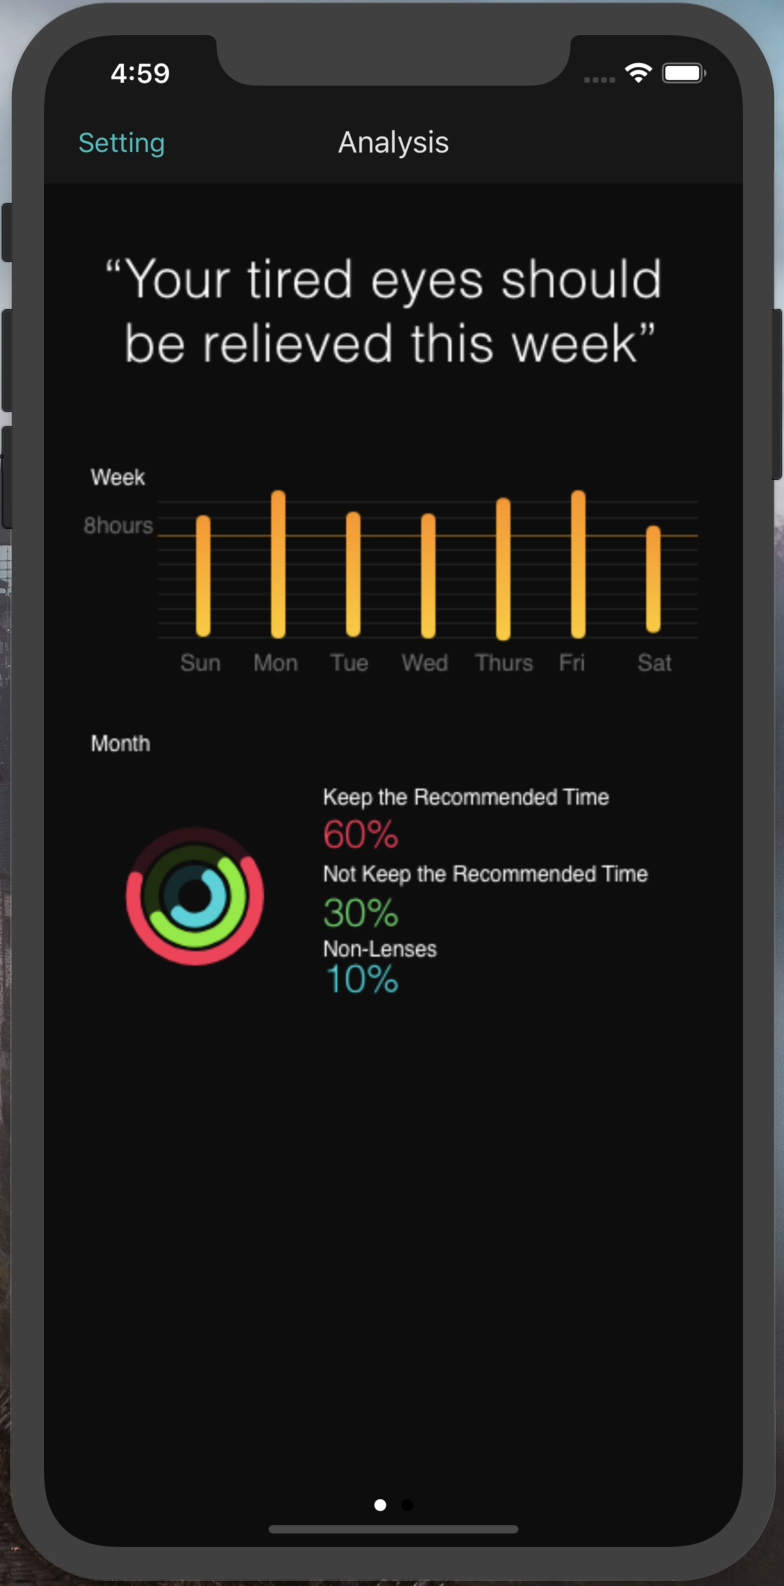 4:59
Setting
Analysis
“Your tired eyes should
be relieved this week”
Week
8hours
Sun Mon Tue Wed Thurs Fri Sat
Month
Keep the Recommended Time
60%
Not Keep the Recommended Time
30%
Non-Lenses
10%